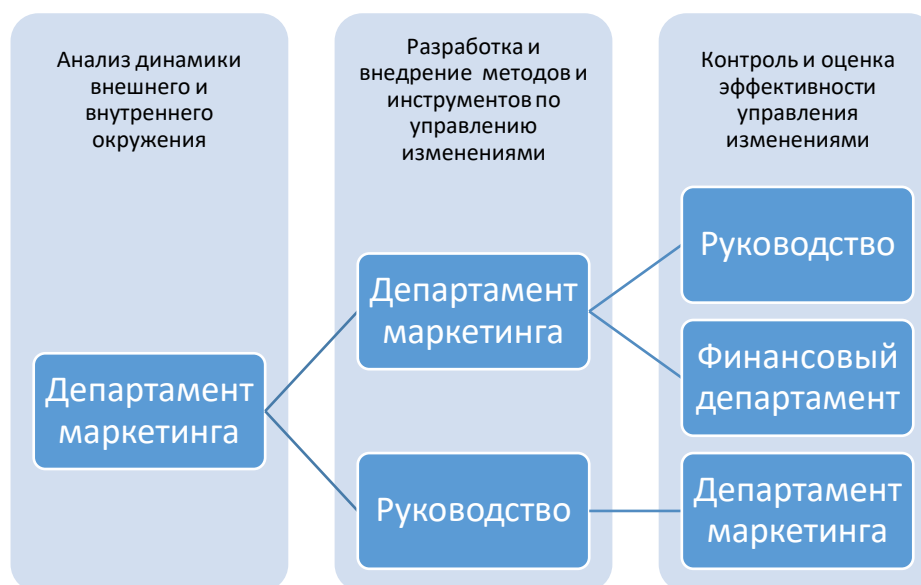 Анализ динамики
внешнего и
внутреннего
окружения
Разработка и
внедрение методов и
инструментов по
управлению
изменениями
Контроль и оценка
эффективности
управления
изменениями
Департамент
маркетинга
Департамент
маркетинга
Руководство
Руководство
Финансовый
департамент
Департамент
маркетинга